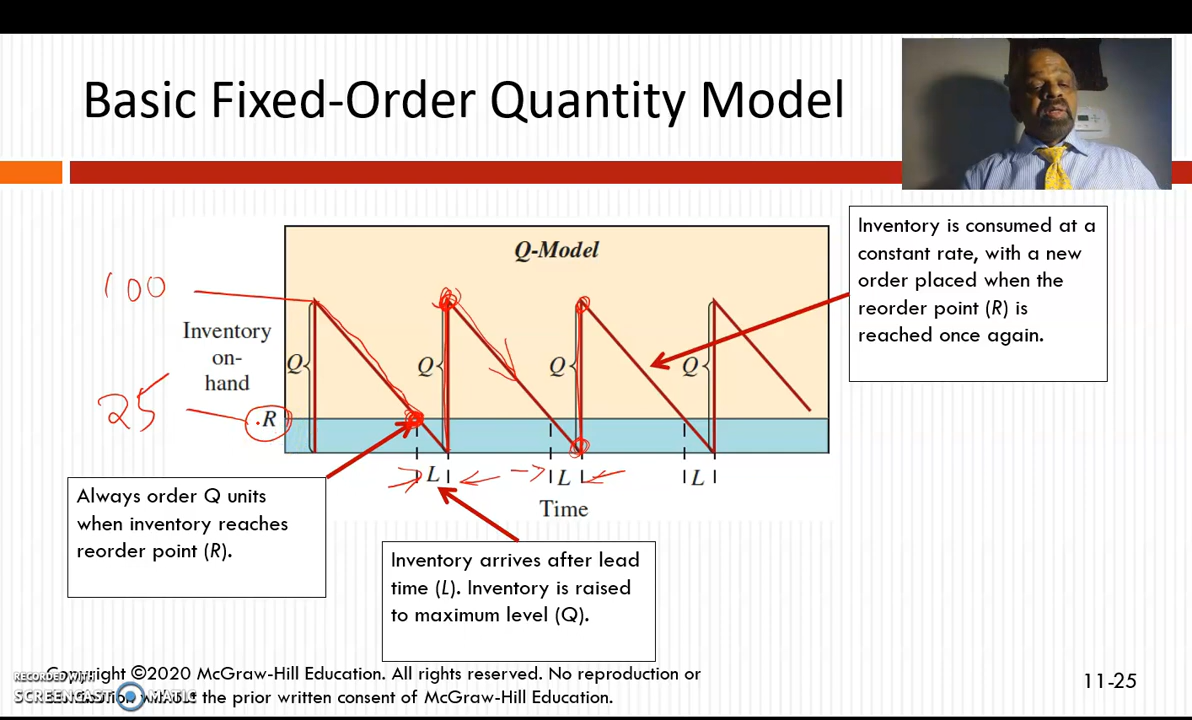 Basic Fixed-Order Quantity Model
Inventory is consumed at a
constant rate, with a new
order placed when the
reorder point (R) is
reached once again.
Q-Model
100
Inventory
on-
hand
Q
Q
Q
Q
25
R
L
L
L
Time
Always order Q units
when inventory reaches
reorder point (R).
Inventory arrives after lead
time (L). Inventory is raised
to maximum level (Q).
Copyright ©2020 McGraw-Hill Education. All rights reserved. No reproduction or
the prior written consent of McGraw-Hill Education.
RECORDED WITH
SCREENCAST MATIC
11-25